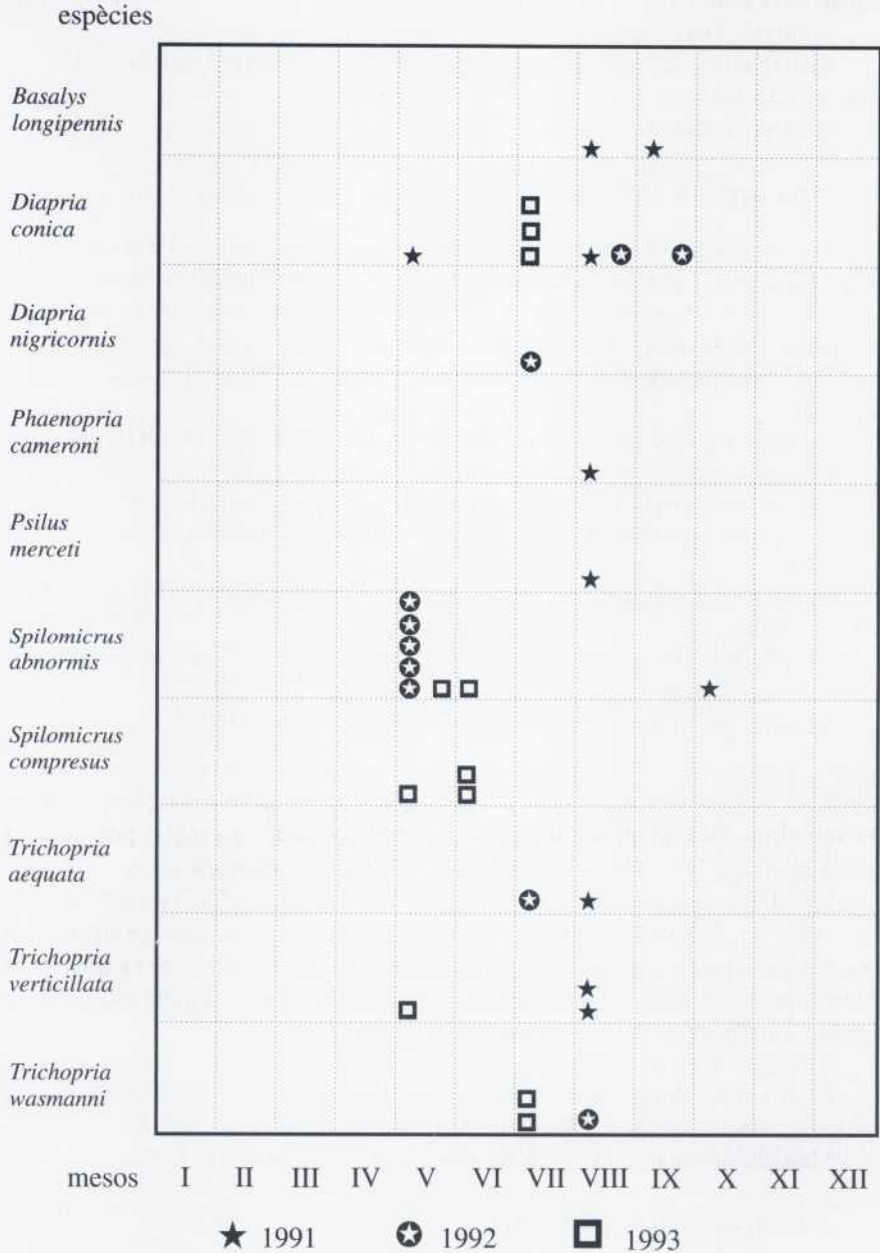 espècies
Basalys
longipennis
Diapria
conica
Diapria
nigricornis
Phaenopria
cameroni
Psilus
merceti
Spilomicrus
abnormis
Spilomicrus
compresus
Trichopria
aequata
Trichopria
verticillata
Trichopria
wasmanni
mesos I II III IV V VI VII VIII IX X XI XII
1991 1992 1993